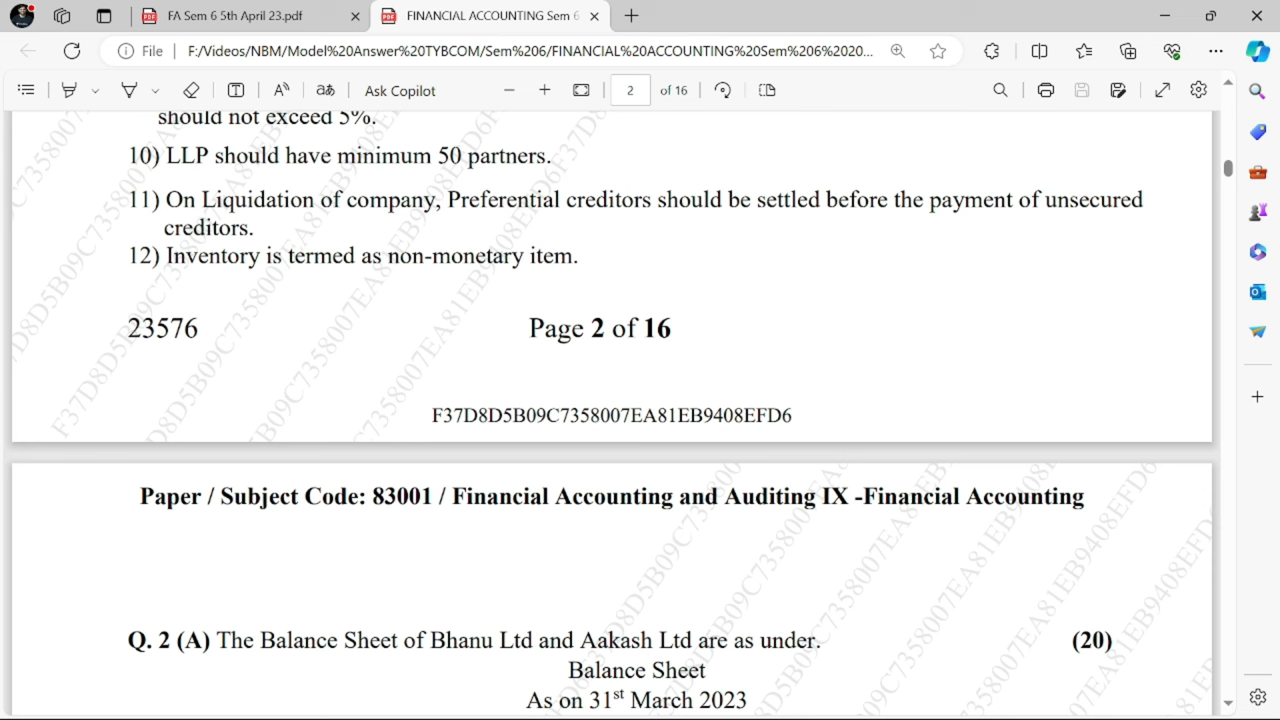 FA Sem 6 5th April 23.pdf
FINANCIAL ACCOUNTING Sem 6
File
F:/Videos/NBM/Model%20Answer%20TYBCOM/Sem%206/FINANCIAL%20ACCOUNTING%20Sem%206%2020...
Ask Copilot
2 of 16
should not exceed 5%.
10) LLP should have minimum 50 partners.
11) On Liquidation of company, Preferential creditors should be settled before the payment of unsecured
creditors.
12) Inventory is termed as non-monetary item.
23576
Page 2 of 16
F37D8D5B09C7358007EA81EB9408EFD6
Paper / Subject Code: 83001 / Financial Accounting and Auditing IX -Financial Accounting
Q. 2 (A) The Balance Sheet of Bhanu Ltd and Aakash Ltd are as under. (20)
Balance Sheet
As on 31st March 2023